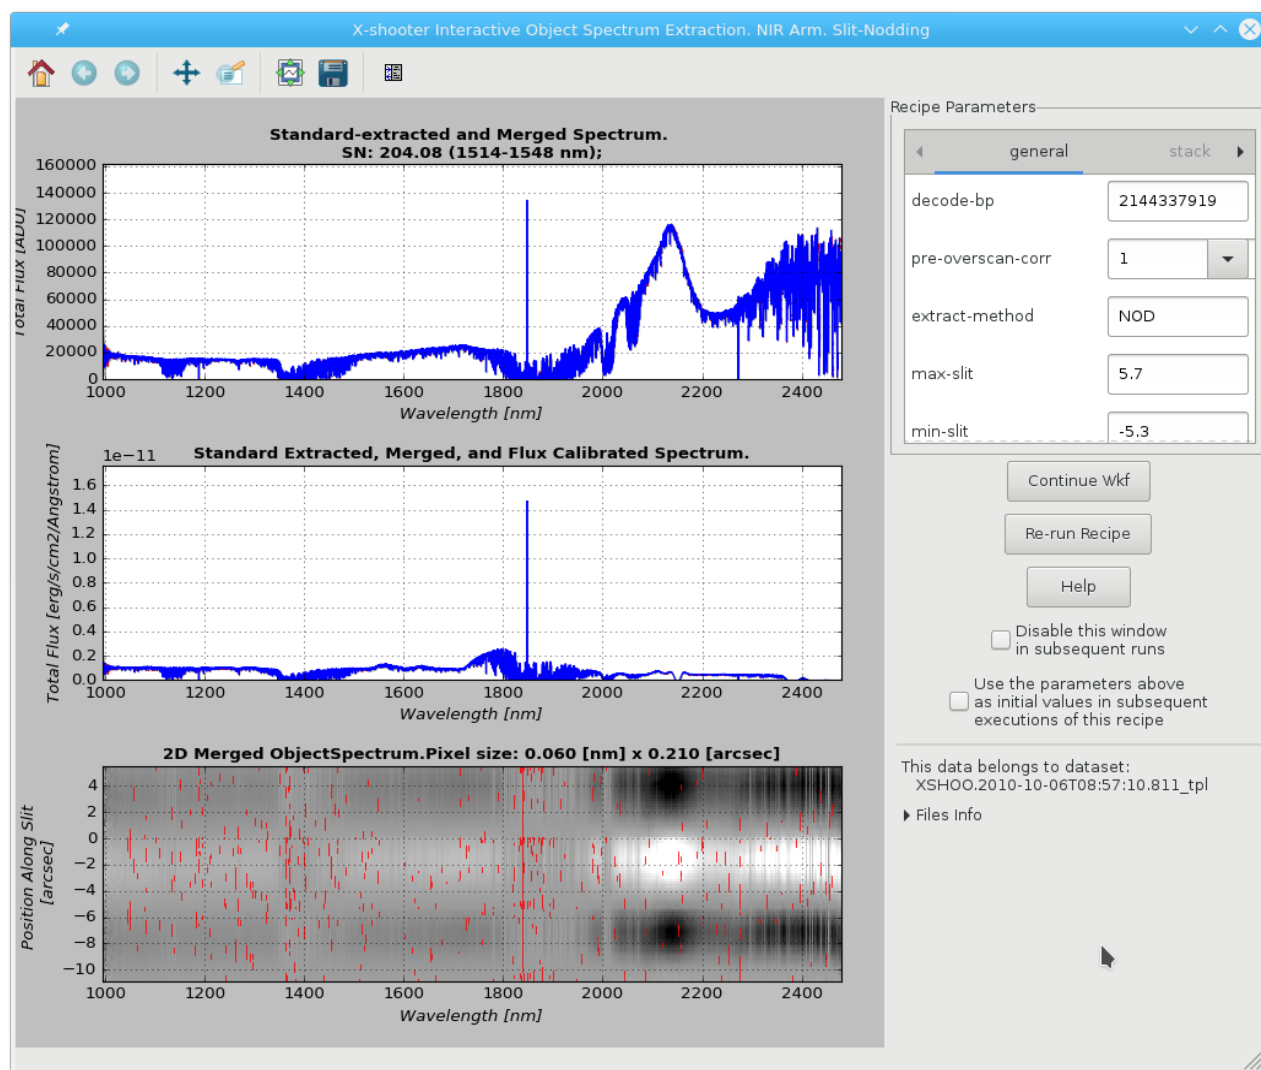 X-shooter Interactive Object Spectrum Extraction. NIR Arm. Slit-Nodding
Standard-extracted and Merged Spectrum.
SN: 204.08 (1514-1548 nm);
Total Flux [ADU]
160000
140000
120000
100000
80000
60000
40000
20000
0
1000 1200 1400 1600 1800 2000 2200 2400
Wavelength [nm]
1e−11 Standard Extracted, Merged, and Flux Calibrated Spectrum.
Total Flux [erg/s/cm2/Angstrom]
1.6
1.4
1.2
1.0
0.8
0.6
0.4
0.2
0.0
1000 1200 1400 1600 1800 2000 2200 2400
Wavelength [nm]
2D Merged ObjectSpectrum.Pixel size: 0.060 [nm] x 0.210 [arcsec]
Position Along Slit
[arcsec]
4
2
0
−2
−4
−6
−8
−10
1000 1200 1400 1600 1800 2000 2200 2400
Wavelength [nm]
Recipe Parameters
general stack
decode-bp 2144337919
pre-overscan-corr 1
extract-method NOD
max-slit 5.7
min-slit -5.3
Continue Wkf
Re-run Recipe
Help
Disable this window
in subsequent runs
Use the parameters above
as initial values in subsequent
executions of this recipe
This data belongs to dataset:
XSHOO.2010-10-06T08:57:10.811_tpl
Files Info